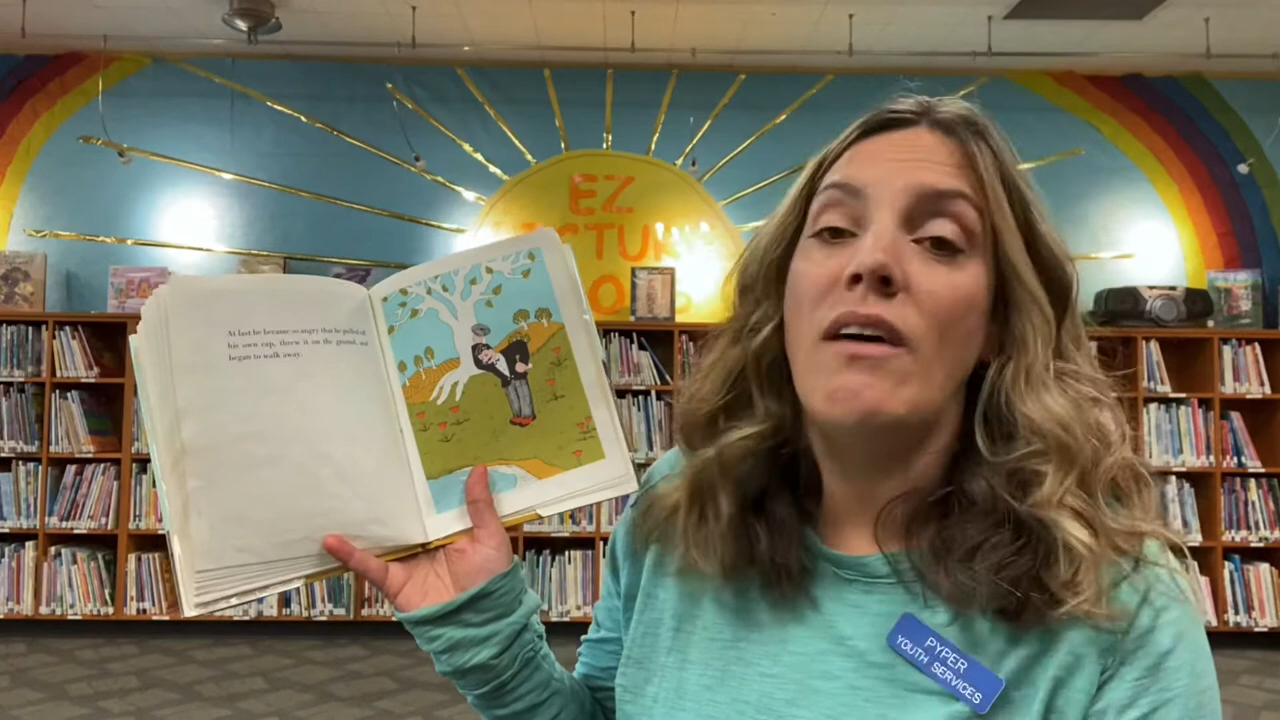 EZ
At last he became so angry that he pulled off
his own cap, threw it on the ground, and
began to walk away.
PYPER
YOUTH SERVICES